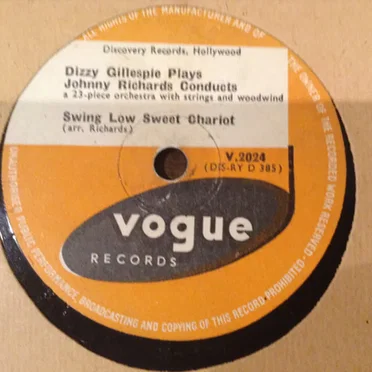 ALL RIGHTS OF THE MANUFACTURER AND OF THE OWNER OF THE RECORDED WORK RESERVED - UNAUTHORISED PUBLIC PERFORMANCE, BROADCASTING AND COPYING OF THIS RECORD PROHIBITED -
Discovery Records, Hollywood
Dizzy Gillespie Plays
Johnny Richards Conducts
a 23-piece orchestra with strings and woodwind
Swing Low Sweet Chariot
(arr. Richards)
V.2024
(DIS-RY D 385)
vogue
RECORDS